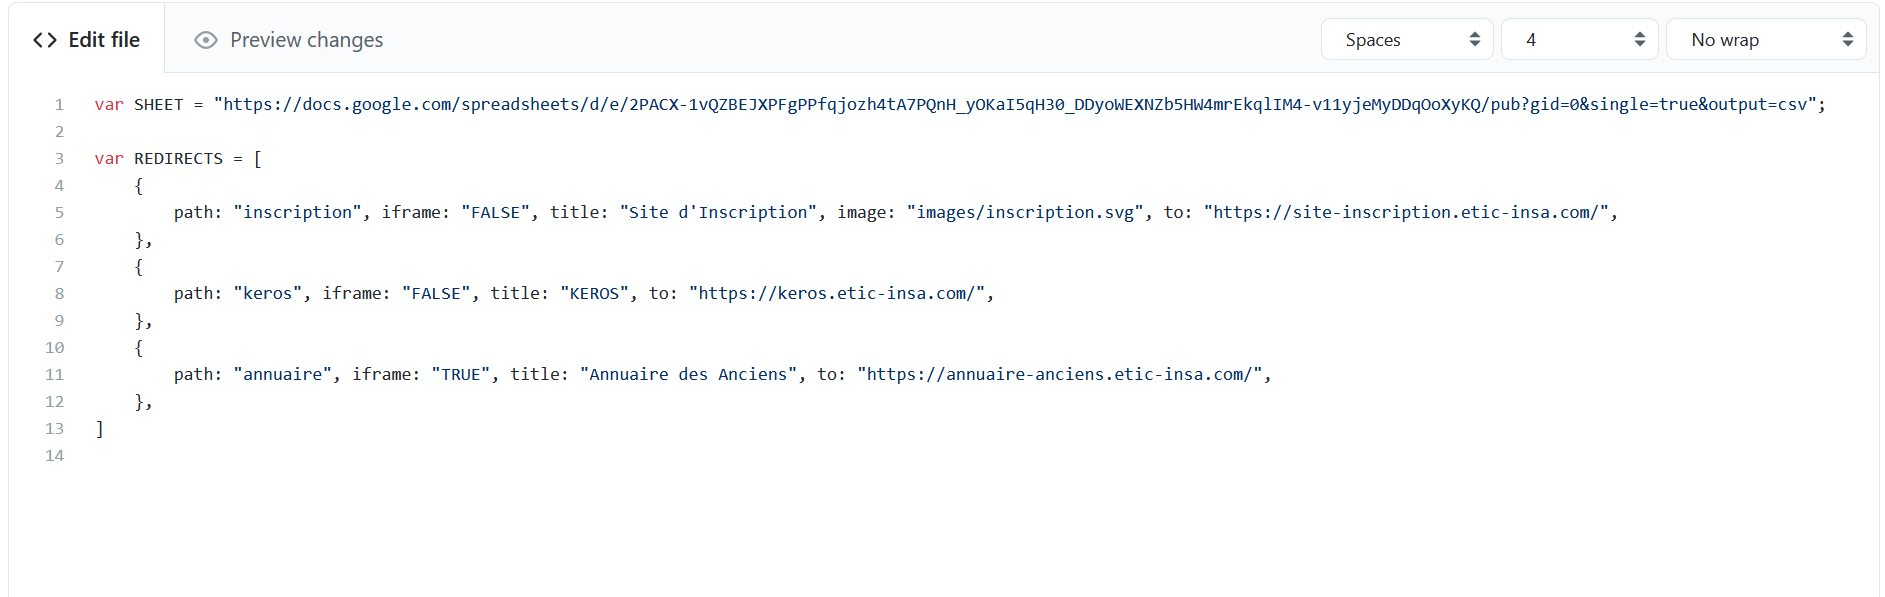 Edit file Preview changes Spaces 4 No wrap
1 var SHEET = "https://docs.google.com/spreadsheets/d/e/2PACX-1vQZBEJXPFgPPfqjozh4tA7PQnH_yOKaI5qH30_DDyoWEXNZb5HW4mrEkqlIM4-v11yjeMyDDqOoXyKQ/pub?gid=0&single=true&output=csv";
2
3 var REDIRECTS = [
4 {
5 path: "inscription", iframe: "FALSE", title: "Site d'Inscription", image: "images/inscription.svg", to: "https://site-inscription.etic-insa.com/",
6 },
7 {
8 path: "keros", iframe: "FALSE", title: "KEROS", to: "https://keros.etic-insa.com/",
9 },
10 {
11 path: "annuaire", iframe: "TRUE", title: "Annuaire des Anciens", to: "https://annuaire-anciens.etic-insa.com/",
12 },
13 ]
14